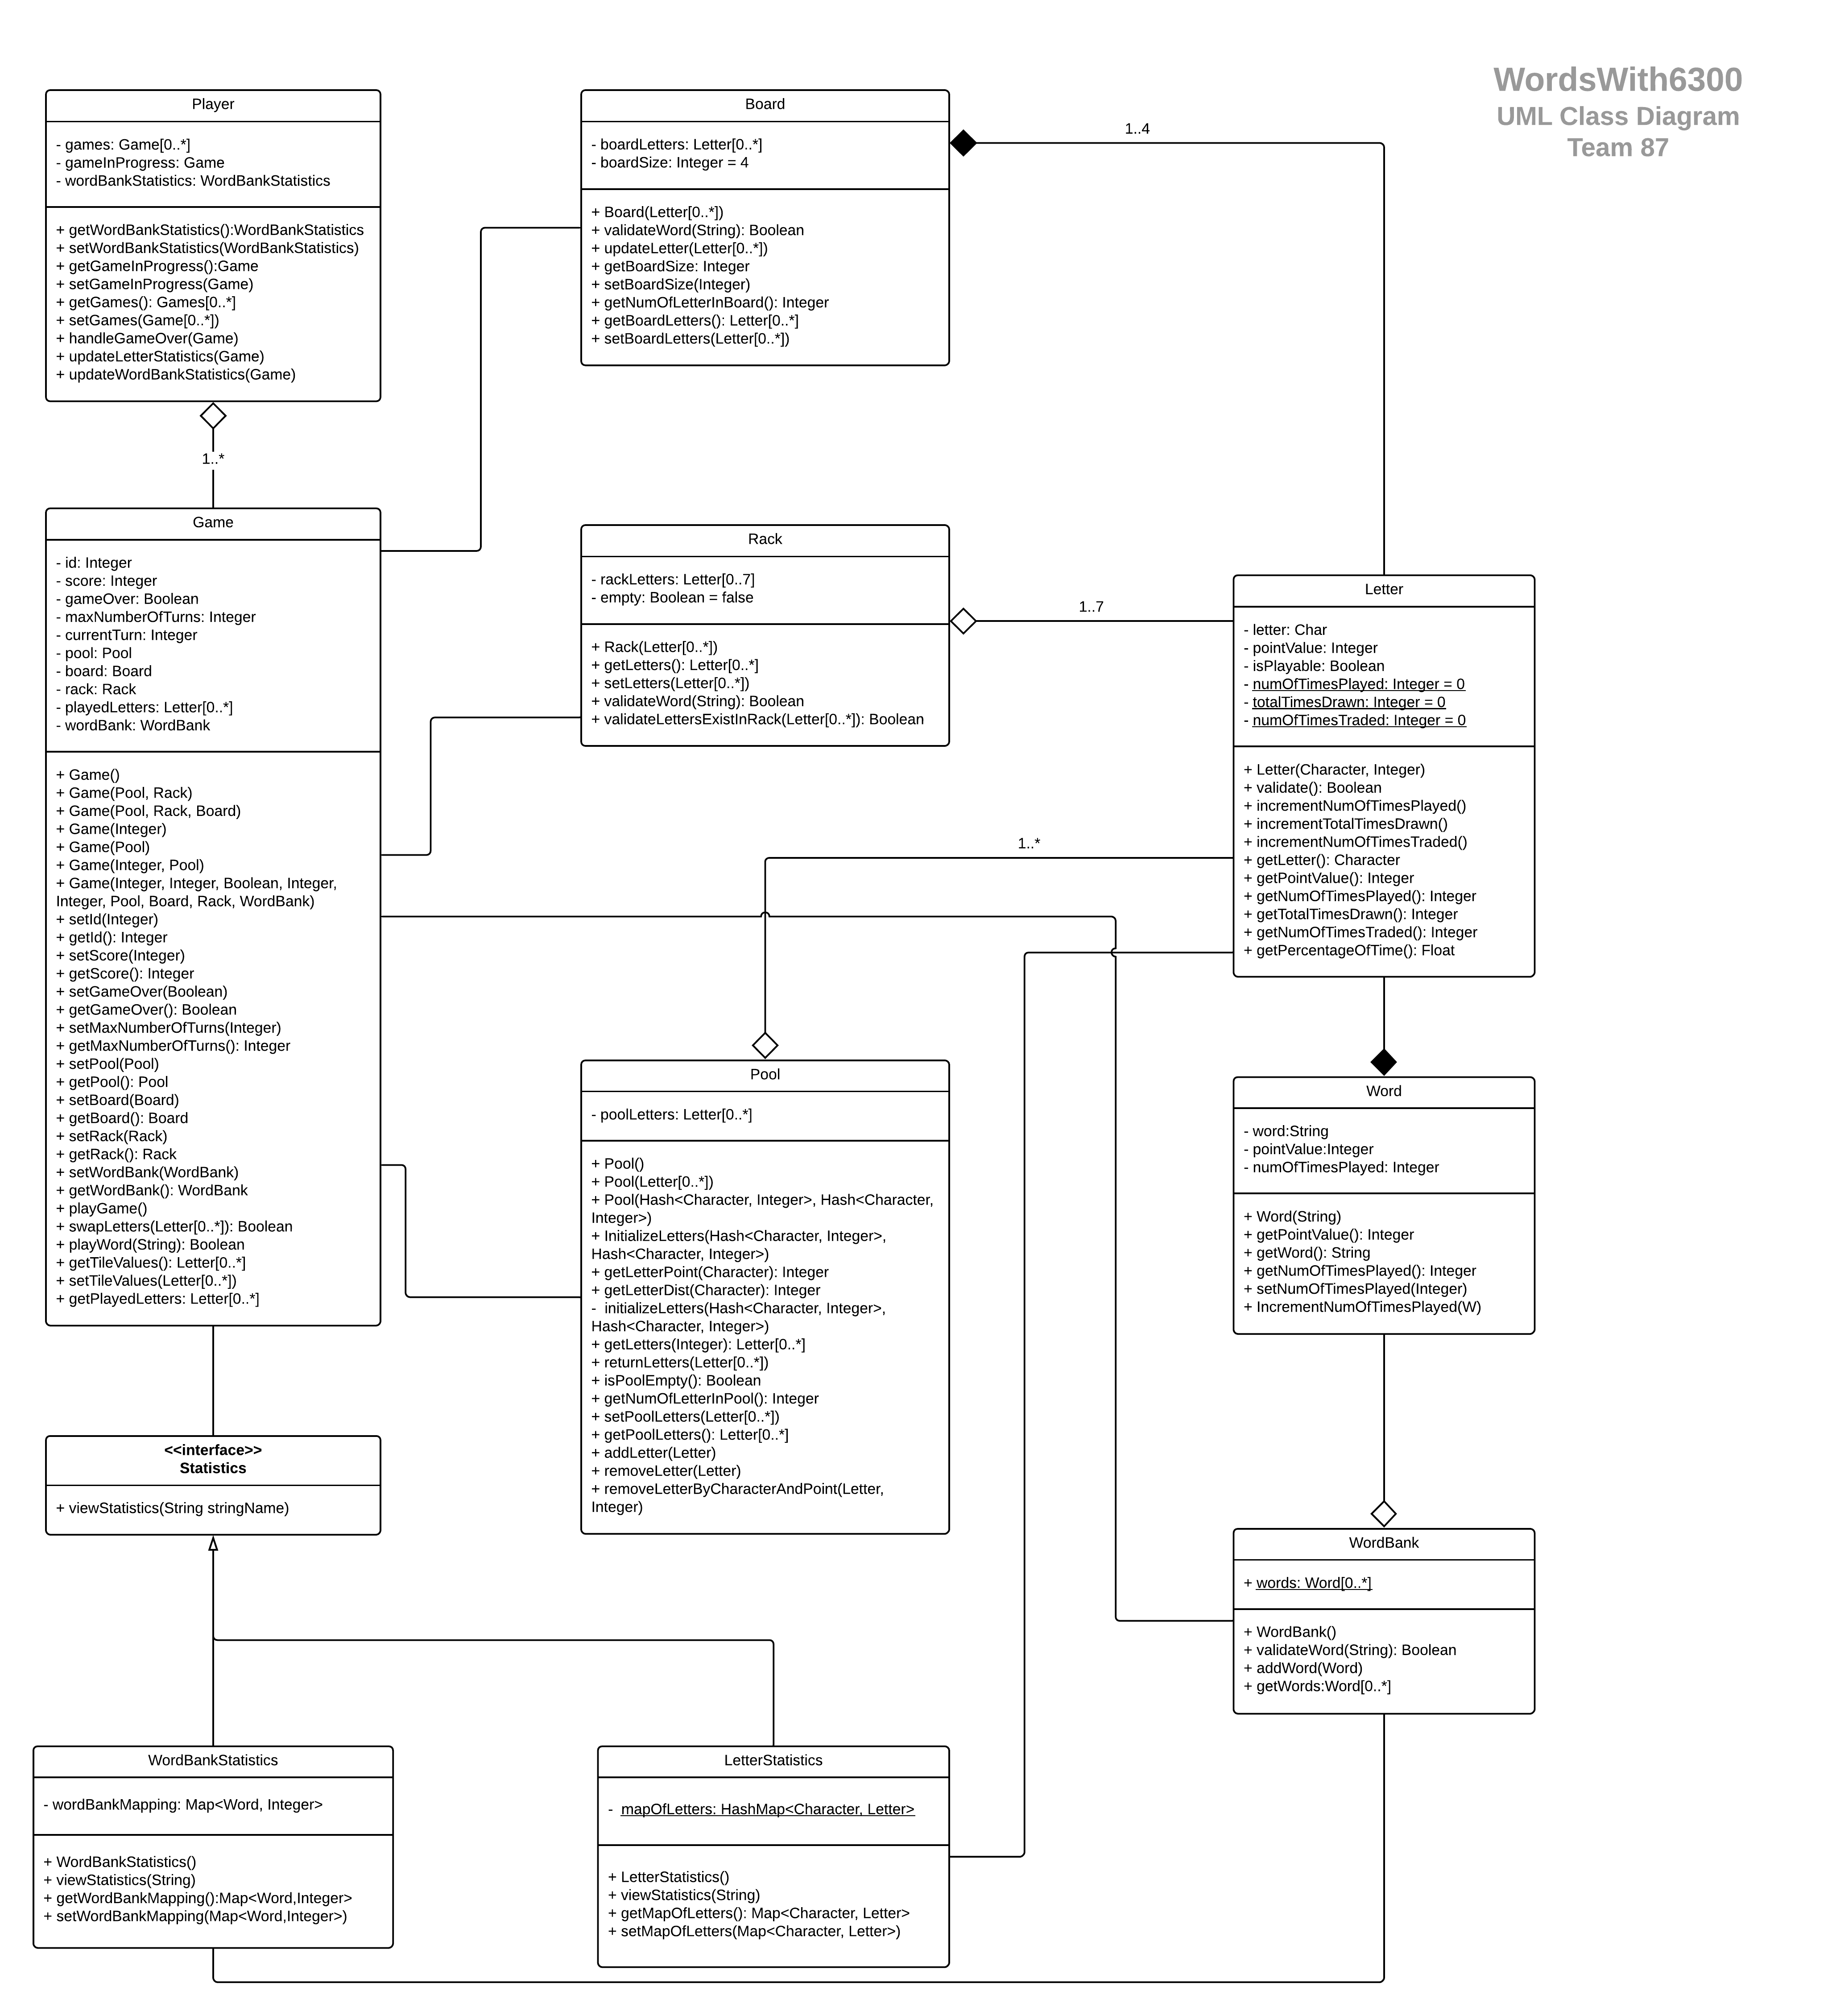 WordsWith6300
UML Class Diagram
Team 87
Player
- games: Game[0..*]
- gameInProgress: Game
- wordBankStatistics: WordBankStatistics
+ getWordBankStatistics():WordBankStatistics
+ setWordBankStatistics(WordBankStatistics)
+ getGameInProgress():Game
+ setGameInProgress(Game)
+ getGames(): Games[0..*]
+ setGames(Game[0..*])
+ handleGameOver(Game)
+ updateLetterStatistics(Game)
+ updateWordBankStatistics(Game)
1..*
Board
- boardLetters: Letter[0..*]
- boardSize: Integer = 4
+ Board(Letter[0..*])
+ validateWord(String): Boolean
+ updateLetter(Letter[0..*])
+ getBoardSize: Integer
+ setBoardSize(Integer)
+ getNumOfLetterInBoard(): Integer
+ getBoardLetters(): Letter[0..*]
+ setBoardLetters(Letter[0..*])
1..4
Game
- id: Integer
- score: Integer
- gameOver: Boolean
- maxNumberOfTurns: Integer
- currentTurn: Integer
- pool: Pool
- board: Board
- rack: Rack
- playedLetters: Letter[0..*]
- wordBank: WordBank
+ Game()
+ Game(Pool, Rack)
+ Game(Pool, Rack, Board)
+ Game(Integer)
+ Game(Pool)
+ Game(Integer, Pool)
+ Game(Integer, Integer, Boolean, Integer,
Integer, Pool, Board, Rack, WordBank)
+ setId(Integer)
+ getId(): Integer
+ setScore(Integer)
+ getScore(): Integer
+ setGameOver(Boolean)
+ getGameOver(): Boolean
+ setMaxNumberOfTurns(Integer)
+ getMaxNumberOfTurns(): Integer
+ setPool(Pool)
+ getPool(): Pool
+ setBoard(Board)
+ getBoard(): Board
+ setRack(Rack)
+ getRack(): Rack
+ setWordBank(WordBank)
+ getWordBank(): WordBank
+ playGame()
+ swapLetters(Letter[0..*]): Boolean
+ playWord(String): Boolean
+ getTileValues(): Letter[0..*]
+ setTileValues(Letter[0..*])
+ getPlayedLetters: Letter[0..*]
Rack
- rackLetters: Letter[0..7]
- empty: Boolean = false
+ Rack(Letter[0..*])
+ getLetters(): Letter[0..*]
+ setLetters(Letter[0..*])
+ validateWord(String): Boolean
+ validateLettersExistInRack(Letter[0..*]): Boolean
1..7
Letter
- letter: Char
- pointValue: Integer
- isPlayable: Boolean
- numOfTimesPlayed: Integer = 0
- totalTimesDrawn: Integer = 0
- numOfTimesTraded: Integer = 0
+ Letter(Character, Integer)
+ validate(): Boolean
+ incrementNumOfTimesPlayed()
+ incrementTotalTimesDrawn()
+ incrementNumOfTimesTraded()
+ getLetter(): Character
+ getPointValue(): Integer
+ getNumOfTimesPlayed(): Integer
+ getTotalTimesDrawn(): Integer
+ getNumOfTimesTraded(): Integer
+ getPercentageOfTime(): Float
1..*
Pool
- poolLetters: Letter[0..*]
+ Pool()
+ Pool(Letter[0..*])
+ Pool(Hash<Character, Integer>, Hash<Character,
Integer>)
+ InitializeLetters(Hash<Character, Integer>,
Hash<Character, Integer>)
+ getLetterPoint(Character): Integer
+ getLetterDist(Character): Integer
- initializeLetters(Hash<Character, Integer>,
Hash<Character, Integer>)
+ getLetters(Integer): Letter[0..*]
+ returnLetters(Letter[0..*])
+ isPoolEmpty(): Boolean
+ getNumOfLetterInPool(): Integer
+ setPoolLetters(Letter[0..*])
+ getPoolLetters(): Letter[0..*]
+ addLetter(Letter)
+ removeLetter(Letter)
+ removeLetterByCharacterAndPoint(Letter,
Integer)
Word
- word:String
- pointValue:Integer
- numOfTimesPlayed: Integer
+ Word(String)
+ getPointValue(): Integer
+ getWord(): String
+ getNumOfTimesPlayed(): Integer
+ setNumOfTimesPlayed(Integer)
+ IncrementNumOfTimesPlayed(W)
<<interface>>
Statistics
+ viewStatistics(String stringName)
WordBank
+ words: Word[0..*]
+ WordBank()
+ validateWord(String): Boolean
+ addWord(Word)
+ getWords:Word[0..*]
WordBankStatistics
- wordBankMapping: Map<Word, Integer>
+ WordBankStatistics()
+ viewStatistics(String)
+ getWordBankMapping():Map<Word,Integer>
+ setWordBankMapping(Map<Word,Integer>)
LetterStatistics
- mapOfLetters: HashMap<Character, Letter>
+ LetterStatistics()
+ viewStatistics(String)
+ getMapOfLetters(): Map<Character, Letter>
+ setMapOfLetters(Map<Character, Letter>)